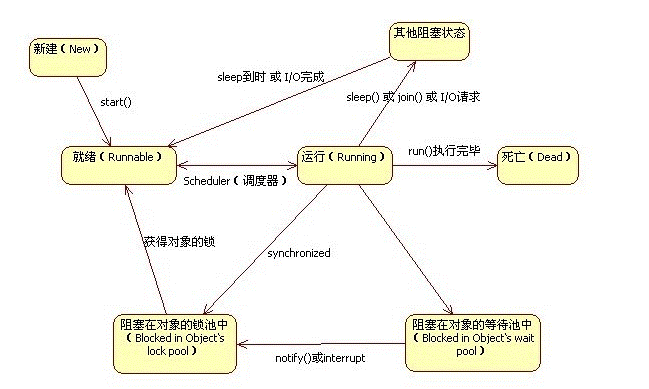 其他阻塞状态
新建（New）
sleep到时 或 I/O完成
sleep() 或 join() 或 I/O请求
start()
就绪（Runnable）
运行（Running）
run()执行完毕
死亡（Dead）
Scheduler（调度器）
获得对象的锁
synchronized
阻塞在对象的锁池中
（Blocked in Object's
lock pool）
阻塞在对象的等待池中
（Blocked in Object's wait
pool）
notify()或interrupt